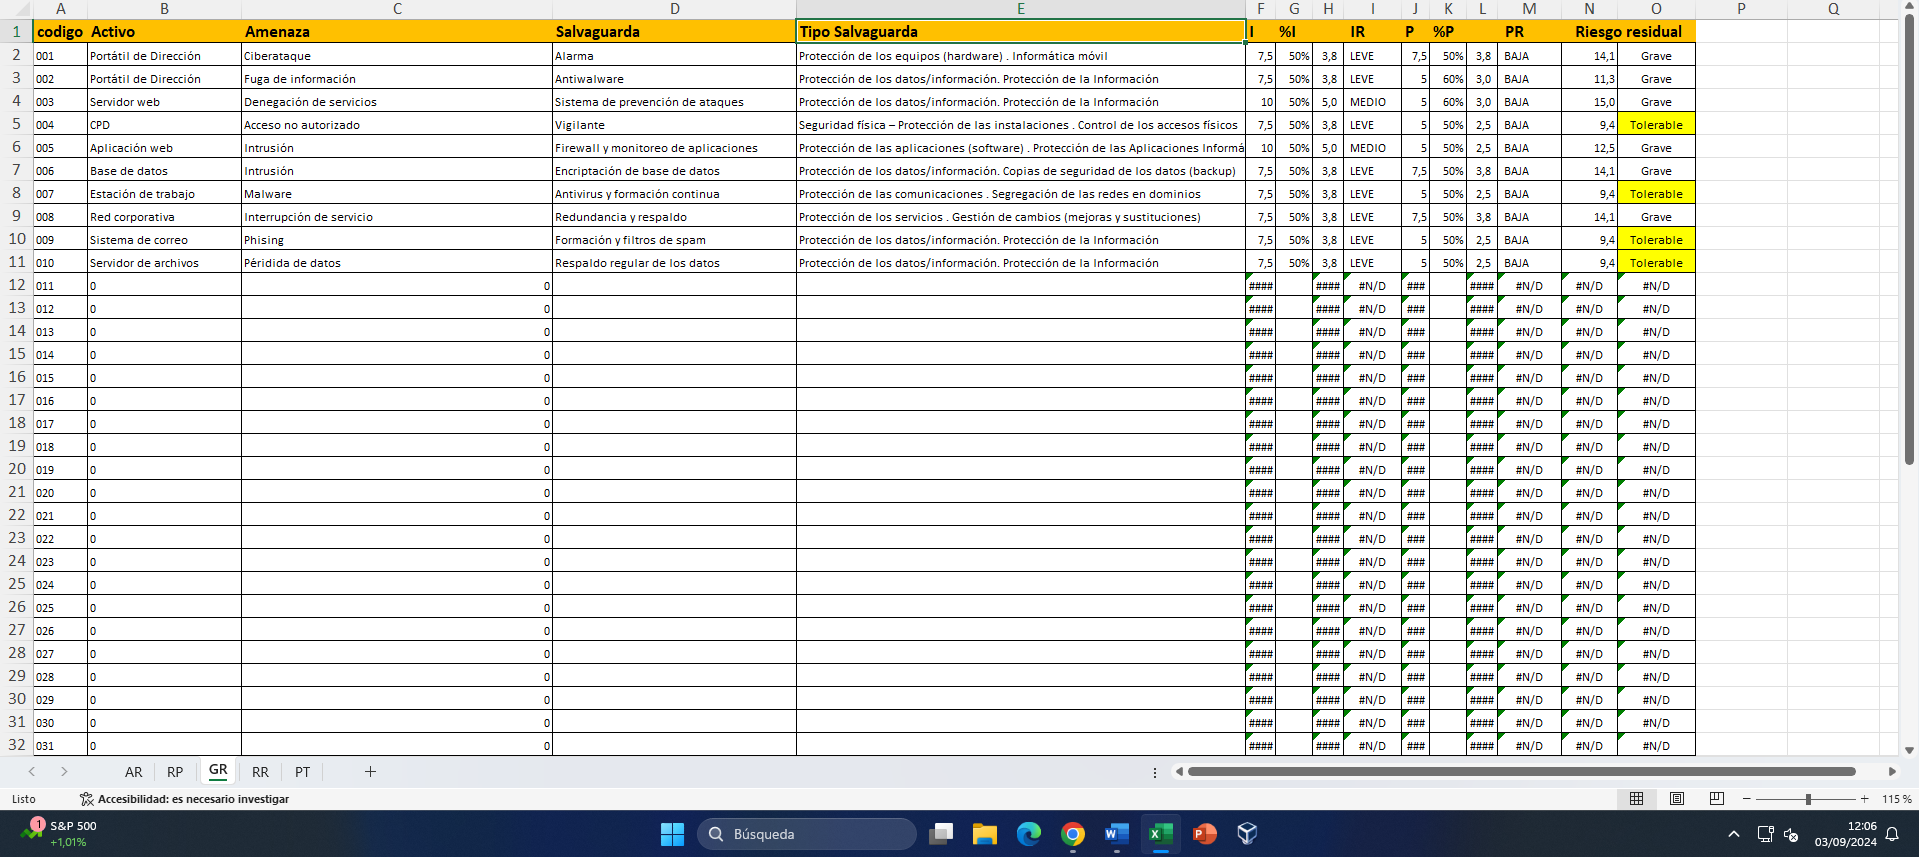 A B C D E F G H I J K L M N O P Q
1 codigo Activo Amenaza Salvaguarda Tipo Salvaguarda I %I IR P %P PR Riesgo residual
2 001 Portátil de Dirección Ciberataque Alarma Protección de los equipos (hardware) . Informática móvil 7,5 50% 3,8 LEVE 7,5 50% 3,8 BAJA 14,1 Grave
3 002 Portátil de Dirección Fuga de información Antiwalware Protección de los datos/información. Protección de la Información 7,5 50% 3,8 LEVE 5 60% 3,0 BAJA 11,3 Grave
4 003 Servidor web Denegación de servicios Sistema de prevención de ataques Protección de los datos/información. Protección de la Información 10 50% 5,0 MEDIO 5 60% 3,0 BAJA 15,0 Grave
5 004 CPD Acceso no autorizado Vigilante Seguridad física – Protección de las instalaciones . Control de los accesos físicos 7,5 50% 3,8 LEVE 5 50% 2,5 BAJA 9,4 Tolerable
6 005 Aplicación web Intrusión Firewall y monitoreo de aplicaciones Protección de las aplicaciones (software) . Protección de las Aplicaciones Informá 10 50% 5,0 MEDIO 5 50% 2,5 BAJA 12,5 Grave
7 006 Base de datos Intrusión Encriptación de base de datos Protección de los datos/información. Copias de seguridad de los datos (backup) 7,5 50% 3,8 LEVE 7,5 50% 3,8 BAJA 14,1 Grave
8 007 Estación de trabajo Malware Antivirus y formación continua Protección de las comunicaciones . Segregación de las redes en dominios 7,5 50% 3,8 LEVE 5 50% 2,5 BAJA 9,4 Tolerable
9 008 Red corporativa Interrupción de servicio Redundancia y respaldo Protección de los servicios . Gestión de cambios (mejoras y sustituciones) 7,5 50% 3,8 LEVE 7,5 50% 3,8 BAJA 14,1 Grave
10 009 Sistema de correo Phising Formación y filtros de spam Protección de los datos/información. Protección de la Información 7,5 50% 3,8 LEVE 5 50% 2,5 BAJA 9,4 Tolerable
11 010 Servidor de archivos Péridida de datos Respaldo regular de los datos Protección de los datos/información. Protección de la Información 7,5 50% 3,8 LEVE 5 50% 2,5 BAJA 9,4 Tolerable
12 011 0 0 #### #### #N/D ### #### #N/D #N/D #N/D
13 012 0 0 #### #### #N/D ### #### #N/D #N/D #N/D
14 013 0 0 #### #### #N/D ### #### #N/D #N/D #N/D
15 014 0 0 #### #### #N/D ### #### #N/D #N/D #N/D
16 015 0 0 #### #### #N/D ### #### #N/D #N/D #N/D
17 016 0 0 #### #### #N/D ### #### #N/D #N/D #N/D
18 017 0 0 #### #### #N/D ### #### #N/D #N/D #N/D
19 018 0 0 #### #### #N/D ### #### #N/D #N/D #N/D
20 019 0 0 #### #### #N/D ### #### #N/D #N/D #N/D
21 020 0 0 #### #### #N/D ### #### #N/D #N/D #N/D
22 021 0 0 #### #### #N/D ### #### #N/D #N/D #N/D
23 022 0 0 #### #### #N/D ### #### #N/D #N/D #N/D
24 023 0 0 #### #### #N/D ### #### #N/D #N/D #N/D
25 024 0 0 #### #### #N/D ### #### #N/D #N/D #N/D
26 025 0 0 #### #### #N/D ### #### #N/D #N/D #N/D
27 026 0 0 #### #### #N/D ### #### #N/D #N/D #N/D
28 027 0 0 #### #### #N/D ### #### #N/D #N/D #N/D
29 028 0 0 #### #### #N/D ### #### #N/D #N/D #N/D
30 029 0 0 #### #### #N/D ### #### #N/D #N/D #N/D
31 030 0 0 #### #### #N/D ### #### #N/D #N/D #N/D
32 031 0 0 #### #### #N/D ### #### #N/D #N/D #N/D
AR RP GR RR PT +
Listo Accesibilidad: es necesario investigar 115 %
1 S&P 500
+1,01%
Búsqueda
12:06
03/09/2024